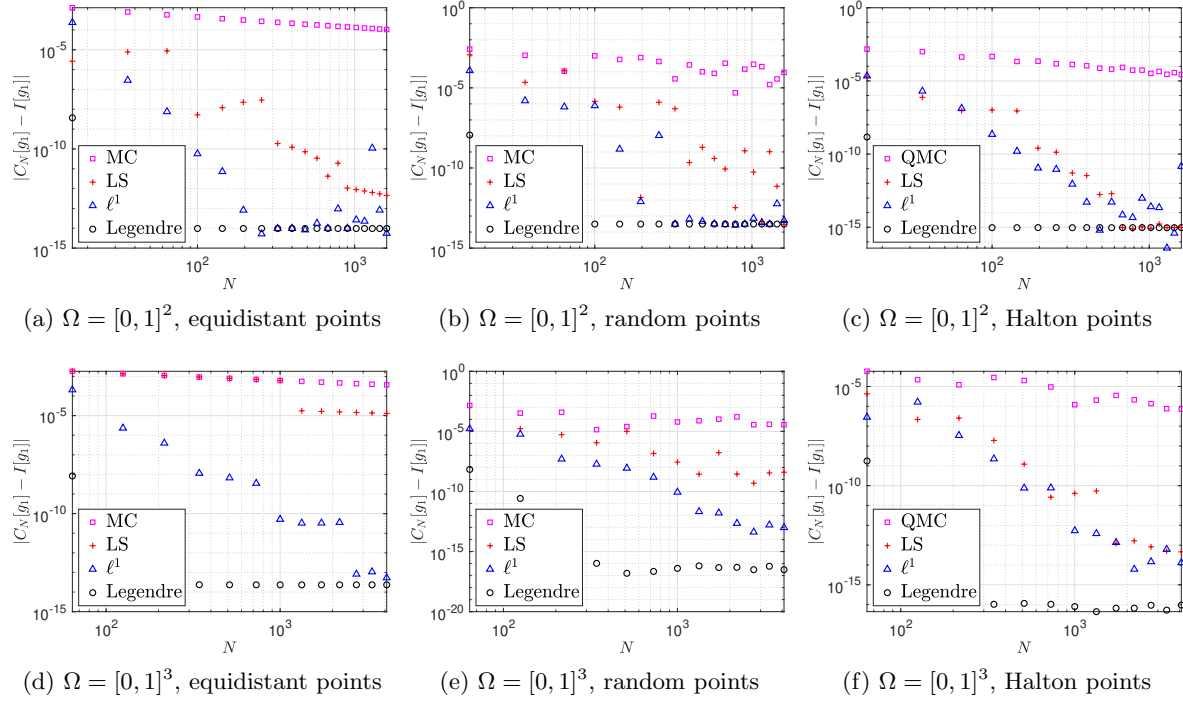 10^{-5}
10^{-10}
10^{-15}
|C_N[g_1] − I[g_1]|
MC
LS
ℓ^1
Legendre
10^2
10^3
N
(a) Ω = [0, 1]^2, equidistant points
10^0
10^{-5}
10^{-10}
10^{-15}
|C_N[g_1] − I[g_1]|
MC
LS
ℓ^1
Legendre
10^2
10^3
N
(b) Ω = [0, 1]^2, random points
10^0
10^{-5}
10^{-10}
10^{-15}
|C_N[g_1] − I[g_1]|
QMC
LS
ℓ^1
Legendre
10^2
10^3
N
(c) Ω = [0, 1]^2, Halton points
10^{-5}
10^{-10}
10^{-15}
|C_N[g_1] − I[g_1]|
MC
LS
ℓ^1
Legendre
10^2
10^3
N
(d) Ω = [0, 1]^3, equidistant points
10^0
10^{-5}
10^{-10}
10^{-15}
10^{-20}
|C_N[g_1] − I[g_1]|
MC
LS
ℓ^1
Legendre
10^2
10^3
N
(e) Ω = [0, 1]^3, random points
10^{-5}
10^{-10}
10^{-15}
|C_N[g_1] − I[g_1]|
QMC
LS
ℓ^1
Legendre
10^2
10^3
N
(f) Ω = [0, 1]^3, Halton points